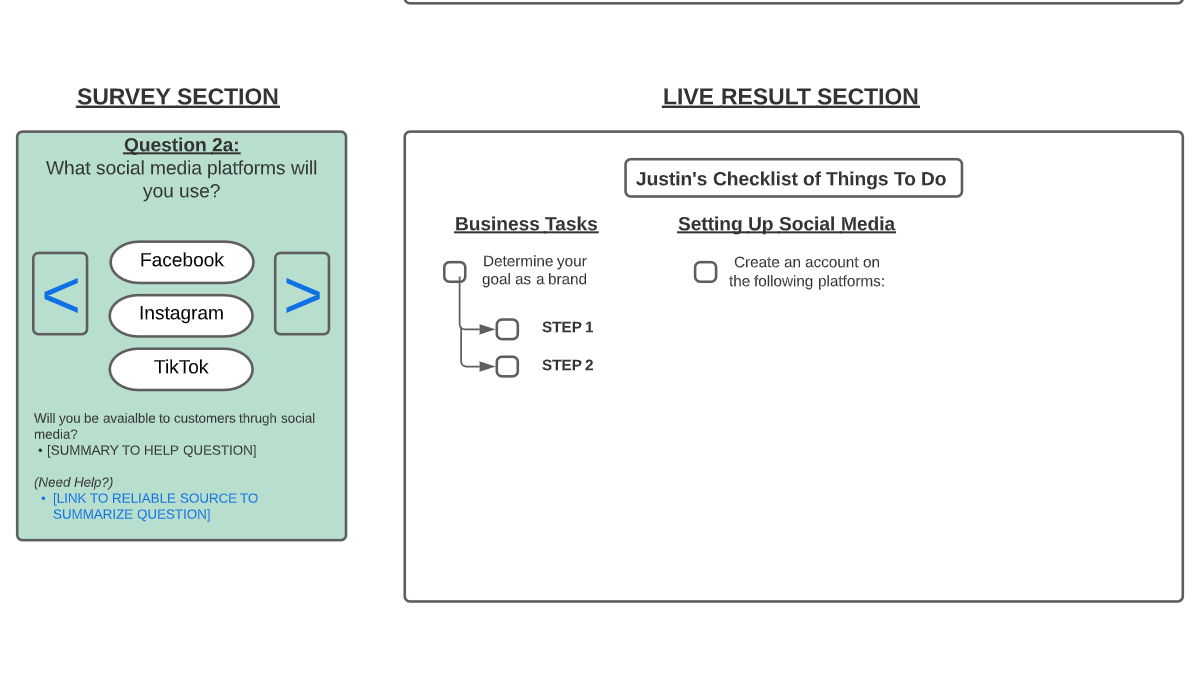 SURVEY SECTION
Question 2a:
What social media platforms will
you use?
<
>
Facebook
Instagram
TikTok
Will you be avaialble to customers thrugh social
media?
• [SUMMARY TO HELP QUESTION]
(Need Help?)
• [LINK TO RELIABLE SOURCE TO
SUMMARIZE QUESTION]
LIVE RESULT SECTION
Justin's Checklist of Things To Do
Business Tasks
Determine your
goal as a brand
STEP 1
STEP 2
Setting Up Social Media
Create an account on
the following platforms: